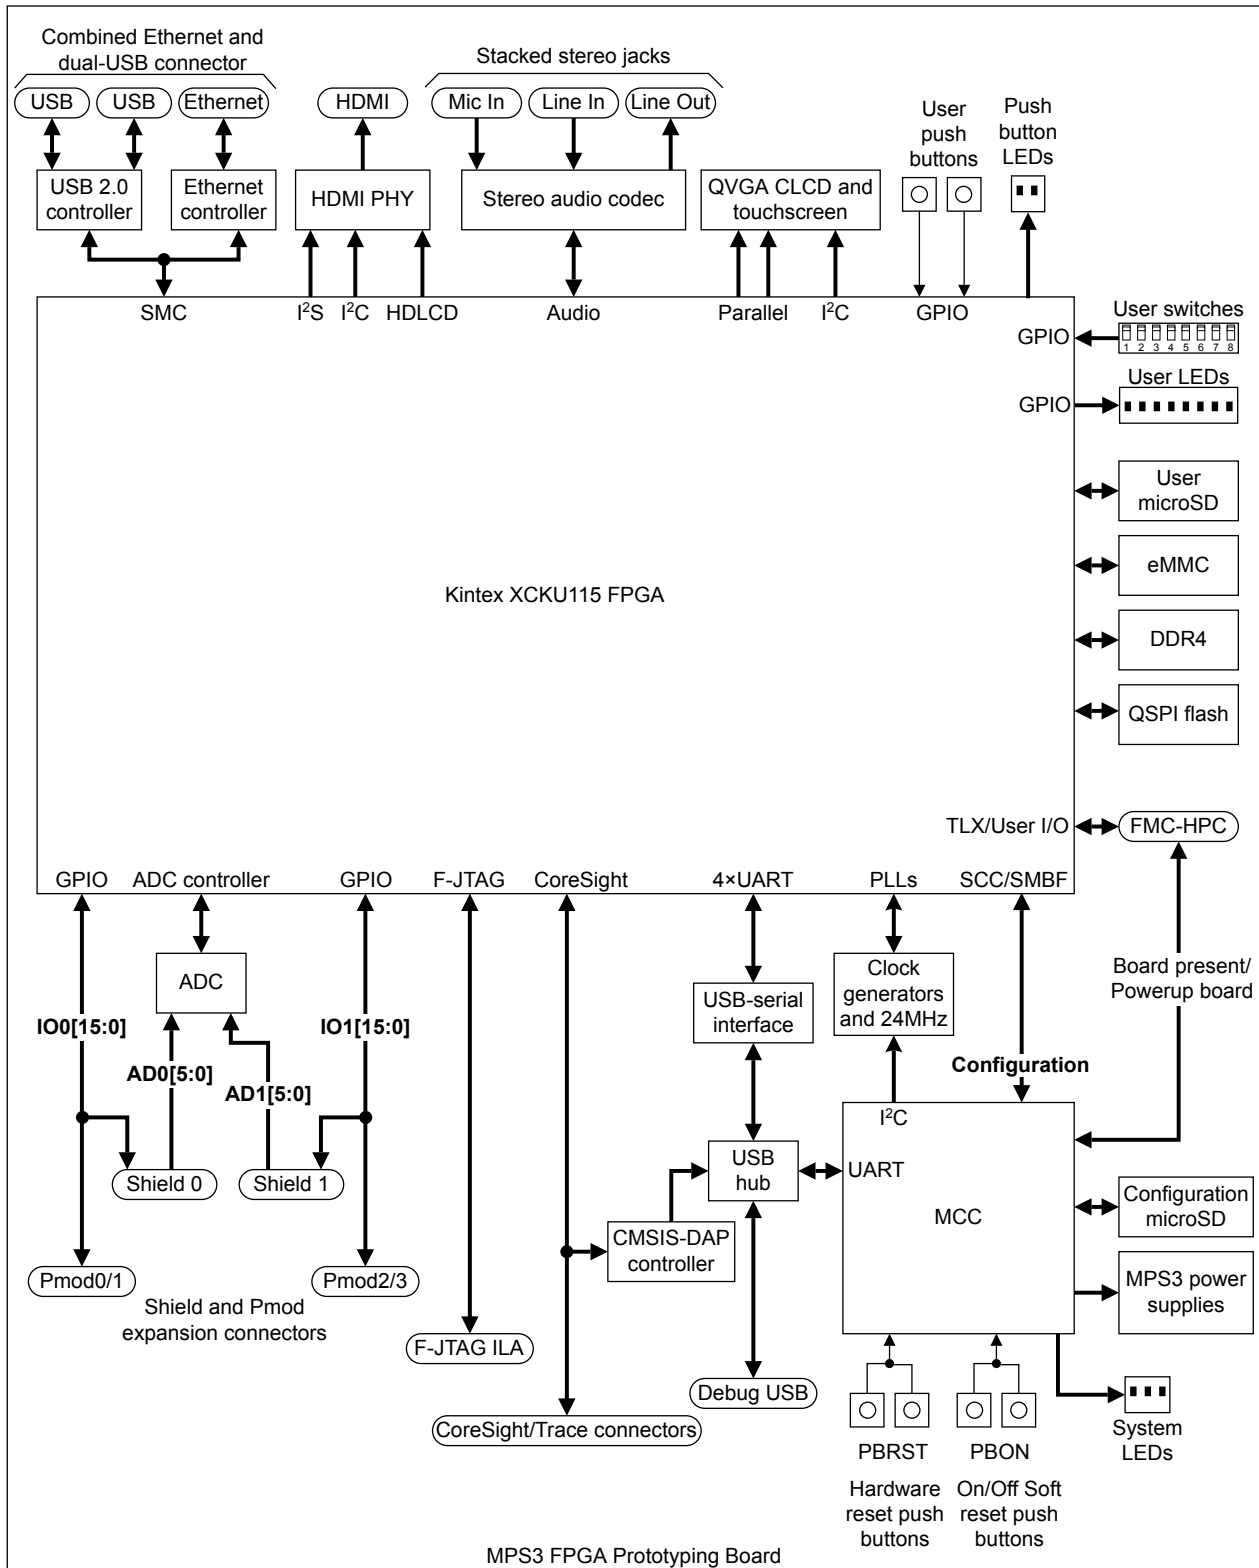 Combined Ethernet and
dual-USB connector
Stacked stereo jacks
USB
USB
Ethernet
HDMI
Mic In
Line In
Line Out
User
push
buttons
Push
button
LEDs
USB 2.0
controller
Ethernet
controller
HDMI PHY
Stereo audio codec
QVGA CLCD and
touchscreen
SMC
I²S
I²C
HDLCD
Audio
Parallel
I²C
GPIO
User switches
GPIO
1 2 3 4 5 6 7 8
User LEDs
GPIO
User
microSD
eMMC
Kintex XCKU115 FPGA
DDR4
QSPI flash
TLX/User I/O
FMC-HPC
GPIO
ADC controller
GPIO
F-JTAG
CoreSight
4×UART
PLLs
SCC/SMBF
ADC
Clock
generators
and 24MHz
USB-serial
interface
Board present/
Powerup board
IO0[15:0]
IO1[15:0]
AD0[5:0]
AD1[5:0]
Configuration
I²C
Shield 0
Shield 1
USB
hub
UART
MCC
Configuration
microSD
CMSIS-DAP
controller
Pmod0/1
Pmod2/3
MPS3 power
supplies
Shield and Pmod
expansion connectors
F-JTAG ILA
Debug USB
CoreSight/Trace connectors
PBRST
PBON
System
LEDs
Hardware
reset push
buttons
On/Off Soft
reset push
buttons
MPS3 FPGA Prototyping Board